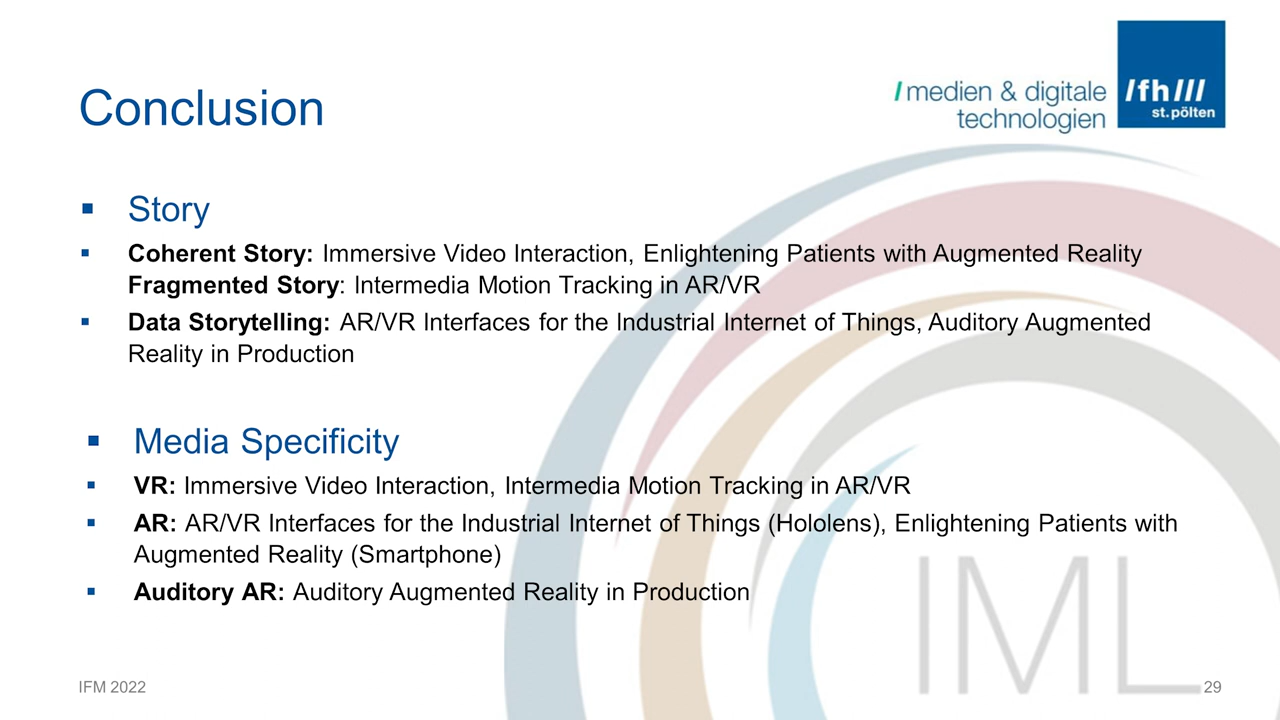 Conclusion
/ medien & digitale
technologien
/fh///
st.pölten
▪ Story
▪ Coherent Story: Immersive Video Interaction, Enlightening Patients with Augmented Reality
Fragmented Story: Intermedia Motion Tracking in AR/VR
▪ Data Storytelling: AR/VR Interfaces for the Industrial Internet of Things, Auditory Augmented
Reality in Production
▪ Media Specificity
▪ VR: Immersive Video Interaction, Intermedia Motion Tracking in AR/VR
▪ AR: AR/VR Interfaces for the Industrial Internet of Things (Hololens), Enlightening Patients with
Augmented Reality (Smartphone)
▪ Auditory AR: Auditory Augmented Reality in Production
IML
IFM 2022
29